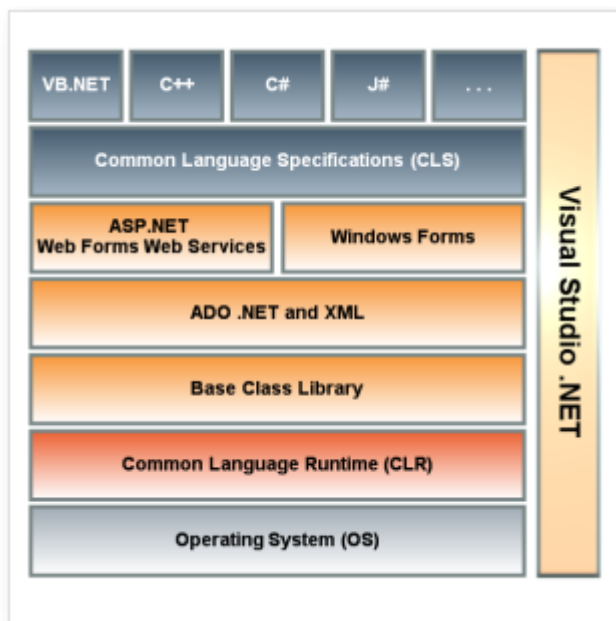 VB.NET
C++
C#
J#
. . .
Common Language Specifications (CLS)
ASP.NET
Web Forms Web Services
Windows Forms
ADO .NET and XML
Base Class Library
Common Language Runtime (CLR)
Operating System (OS)
Visual Studio .NET